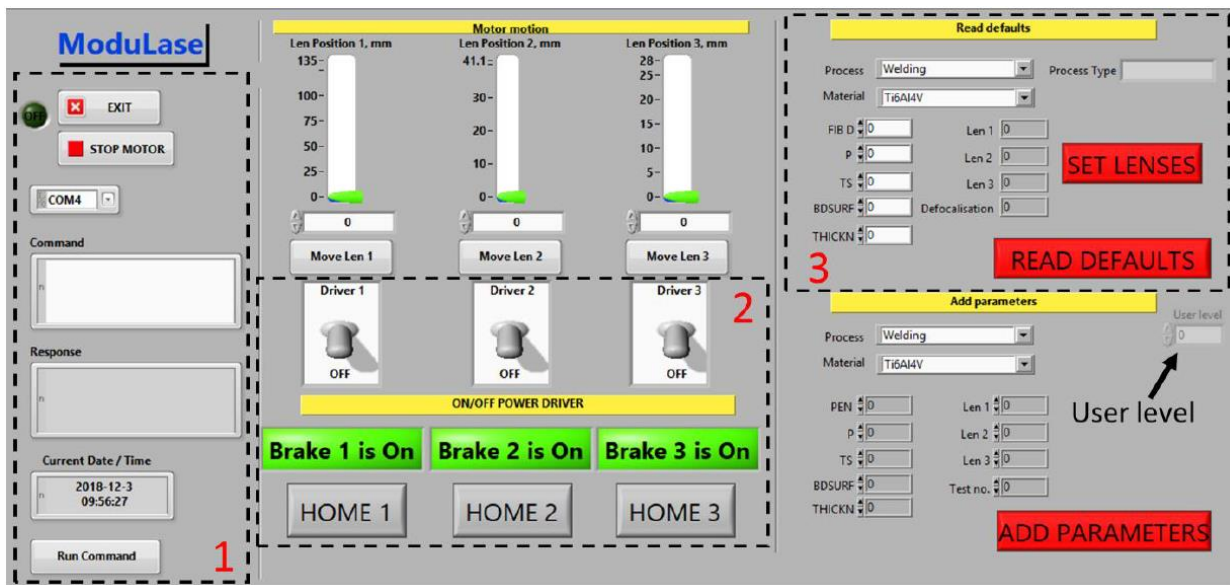 ModuLase
OFF
EXIT
STOP MOTOR
COM4
Command
Response
Current Date / Time
2018-12-3
09:56:27
Run Command
1
Motor motion
Len Position 1, mm
135-
100-
75-
50-
25-
0-
0
Move Len 1
Len Position 2, mm
41.1-
30-
20-
10-
0-
0
Move Len 2
Len Position 3, mm
28-
25-
20-
15-
10-
5-
0-
0
Move Len 3
Driver 1
OFF
Driver 2
OFF
Driver 3
OFF
2
ON/OFF POWER DRIVER
Brake 1 is On
Brake 2 is On
Brake 3 is On
HOME 1
HOME 2
HOME 3
Read defaults
Process Welding
Process Type
Material Ti6Al4V
FIB D 0
P 0
TS 0
BDSURF 0
THICKN 0
Len 1 0
Len 2 0
Len 3 0
Defocalisation 0
SET LENSES
READ DEFAULTS
3
Add parameters
User level
0
Process Welding
Material Ti6Al4V
User level
PEN 0
P 0
TS 0
BDSURF 0
THICKN 0
Len 1 0
Len 2 0
Len 3 0
Test no. 0
ADD PARAMETERS